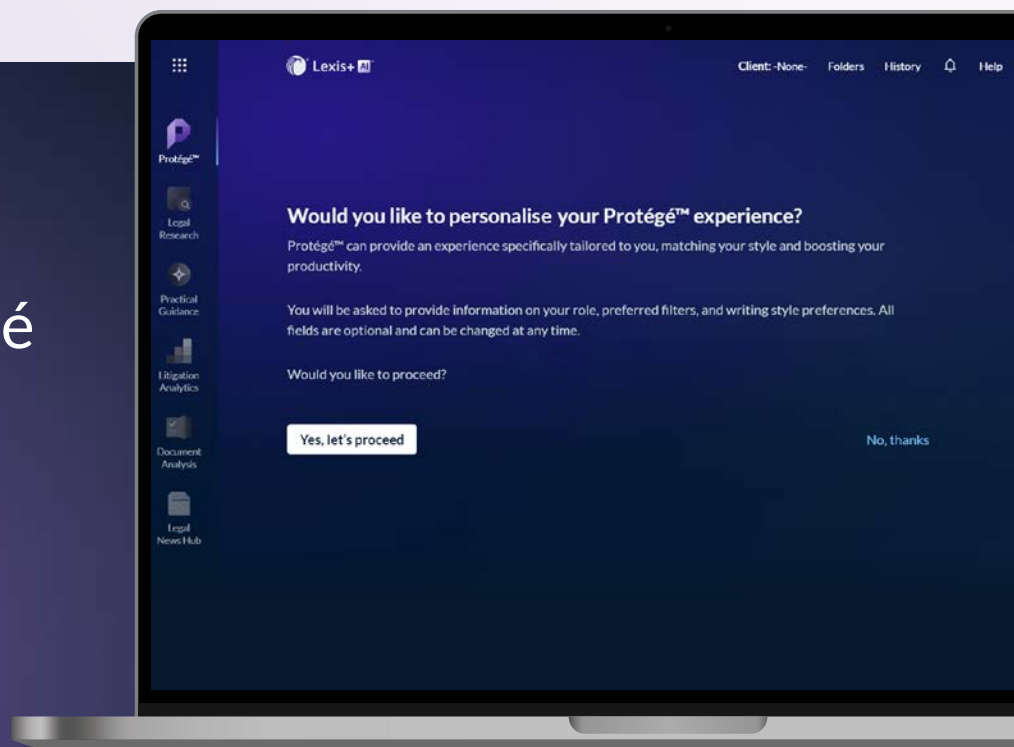 Lexis+ AI
Client: -None- Folders History Help
Protégé™
Legal
Research
Practical
Guidance
Litigation
Analytics
Document
Analysis
Legal
News Hub
é
Would you like to personalise your Protégé™ experience?
Protégé™ can provide an experience specifically tailored to you, matching your style and boosting your
productivity.
You will be asked to provide information on your role, preferred filters, and writing style preferences. All
fields are optional and can be changed at any time.
Would you like to proceed?
Yes, let's proceed
No, thanks